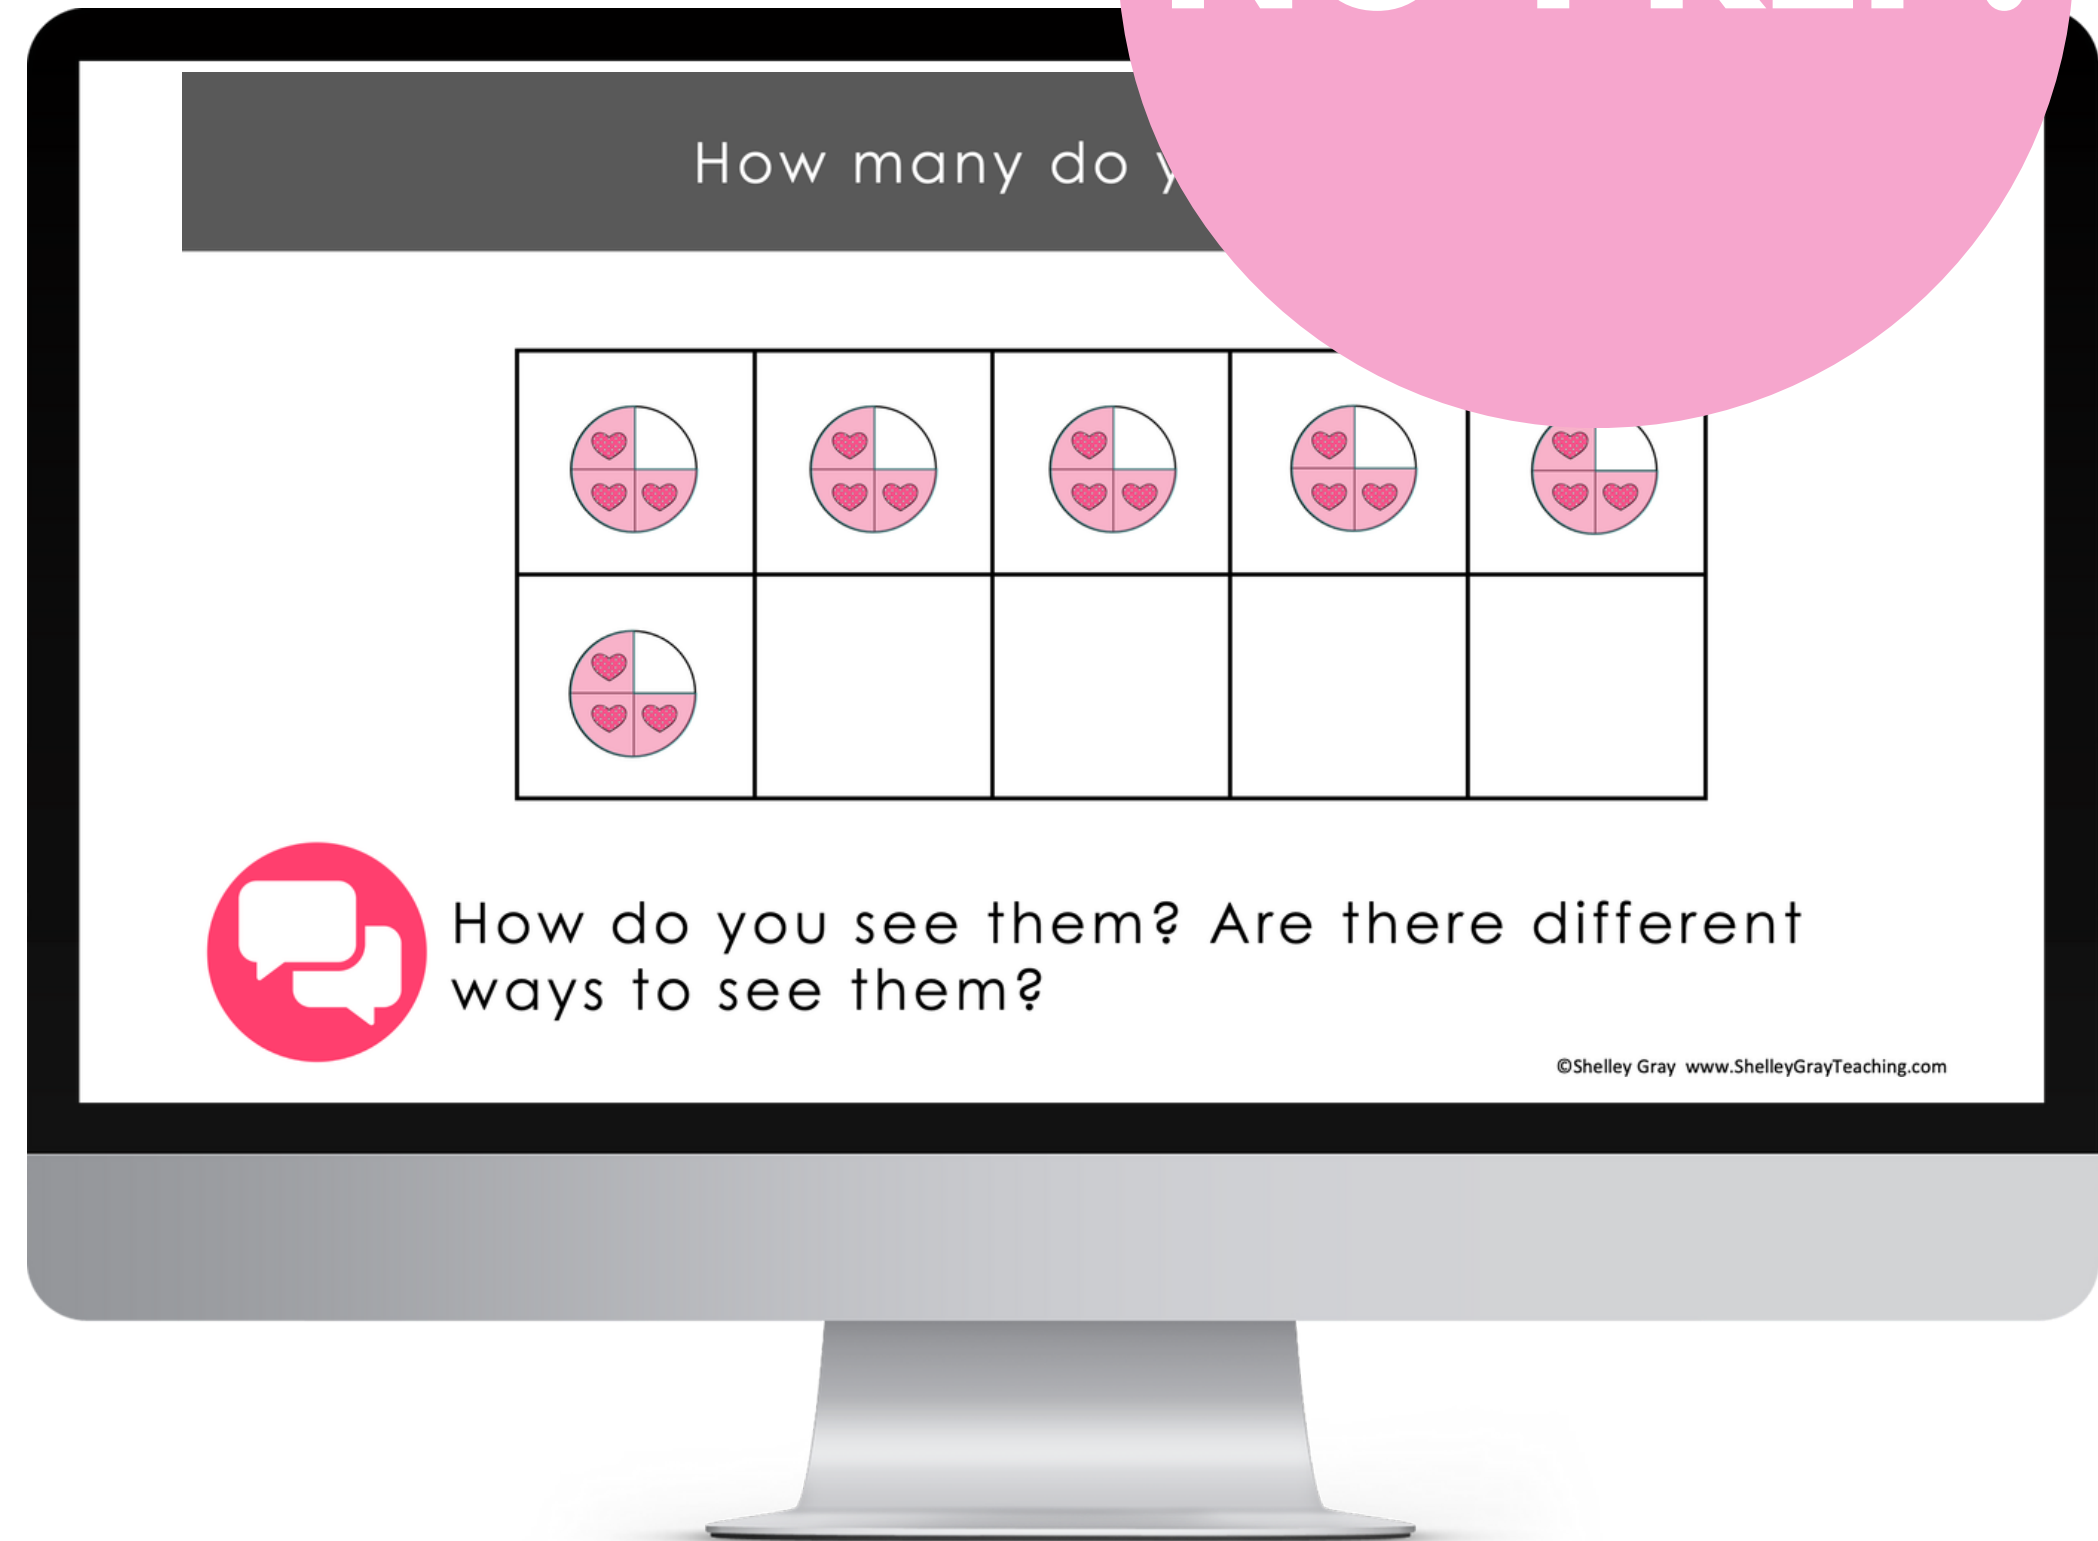 How many do
How do you see them? Are there different
ways to see them?
©Shelley Gray www.ShelleyGrayTeaching.com